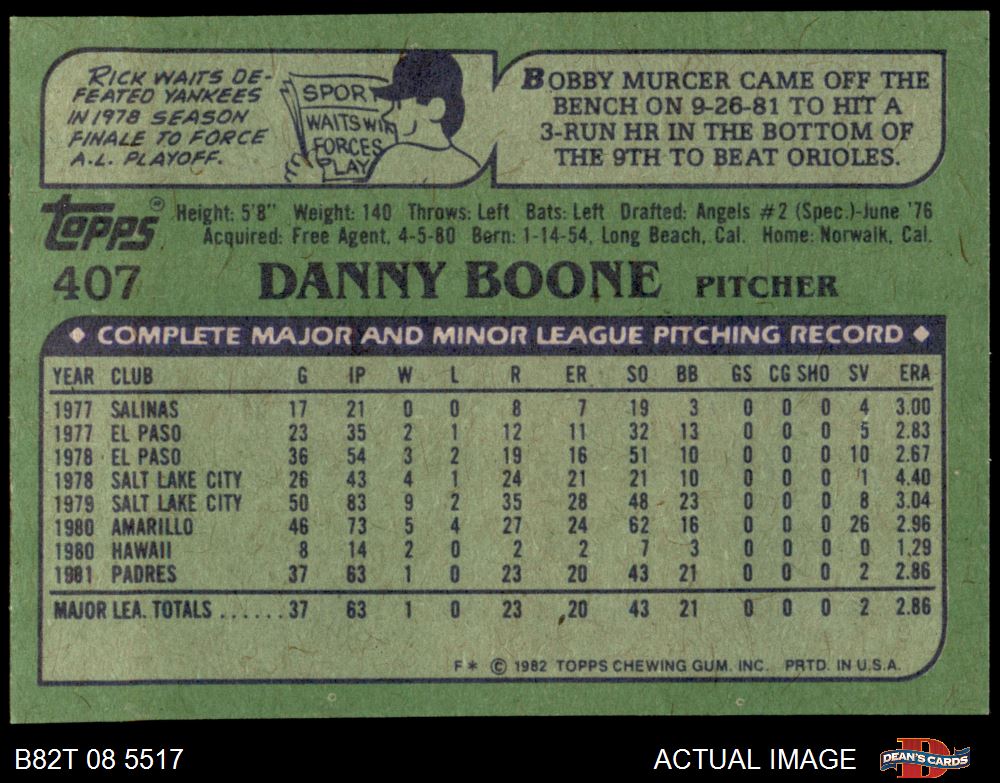 RICK WAITS DE-
FEATED YANKEES
IN 1978 SEASON
FINALE TO FORCE
A.L. PLAYOFF.
SPORT
WAITS WIN
FORCES
PLAY
BOBBY MURCER CAME OFF THE
BENCH ON 9-26-81 TO HIT A
3-RUN HR IN THE BOTTOM OF
THE 9TH TO BEAT ORIOLES.
Topps®
Height: 5'8" Weight: 140 Throws: Left Bats: Left Drafted: Angels #2 (Spec.)-June '76
Acquired: Free Agent, 4-5-80 Born: 1-14-54, Long Beach, Cal. Home: Norwalk, Cal.
407 DANNY BOONE PITCHER
◆ COMPLETE MAJOR AND MINOR LEAGUE PITCHING RECORD ◆
YEAR CLUB G IP W L R ER SO BB GS CG SHO SV ERA
1977 SALINAS 17 21 0 0 8 7 19 3 0 0 0 4 3.00
1977 EL PASO 23 35 2 1 12 11 32 13 0 0 0 5 2.83
1978 EL PASO 36 54 3 2 19 16 51 10 0 0 0 10 2.67
1978 SALT LAKE CITY 26 43 4 1 24 21 21 10 0 0 0 1 4.40
1979 SALT LAKE CITY 50 83 9 2 35 28 48 23 0 0 0 8 3.04
1980 AMARILLO 46 73 5 4 27 24 62 16 0 0 0 26 2.96
1980 HAWAII 8 14 2 0 2 2 7 3 0 0 0 0 1.29
1981 PADRES 37 63 1 0 23 20 43 21 0 0 0 2 2.86
MAJOR LEA. TOTALS ...... 37 63 1 0 23 20 43 21 0 0 0 2 2.86
F* © 1982 TOPPS CHEWING GUM. INC. PRTD. IN U.S.A.
B82T 08 5517 ACTUAL IMAGE DEAN'S CARDS